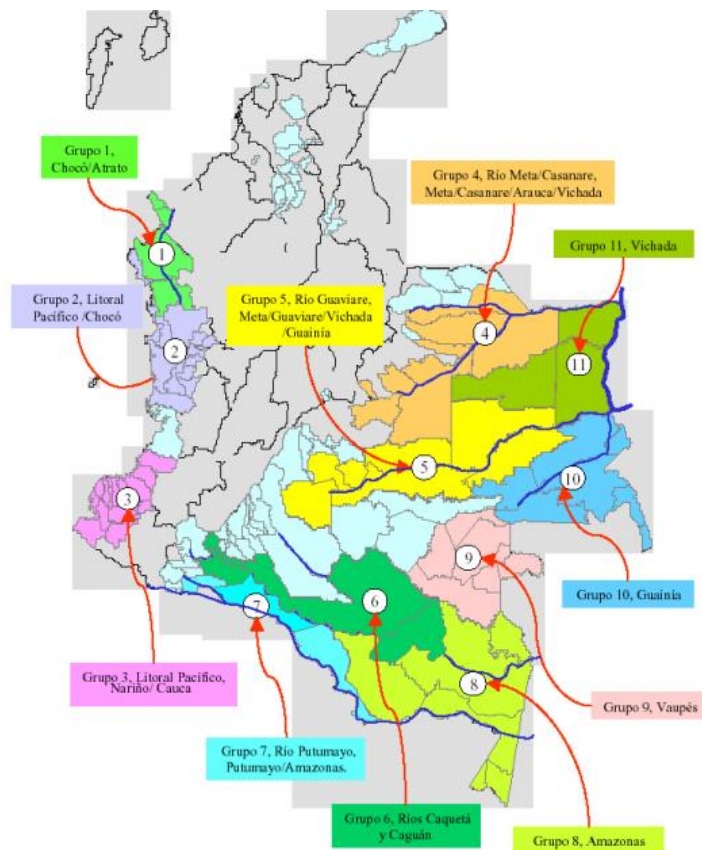 Grupo 1,
Chocó/Atrato
Grupo 4, Río Meta/Casanare,
Meta/Casanare/Arauca/Vichada
Grupo 11, Vichada
1
Grupo 5, Río Guaviare,
Meta/Guaviare/Vichada
/Guainía
Grupo 2, Litoral
Pacífico /Chocó
4
2
11
5
10
3
9
6
7
Grupo 10, Guainía
Grupo 3, Litoral Pacífico,
Nariño/ Cauca
8
Grupo 9, Vaupés
Grupo 7, Río Putumayo,
Putumayo/Amazonas.
Grupo 6, Ríos Caquetá
y Caguán
Grupo 8, Amazonas